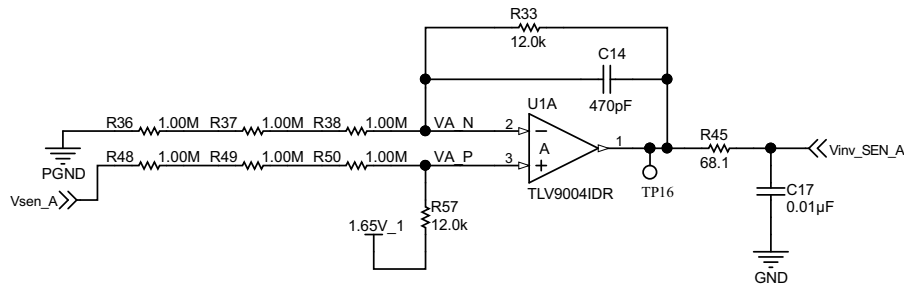 R33
12.0k
C14
470pF
U1A
R36 1.00M R37 1.00M R38 1.00M VA_N 2
R48 1.00M R49 1.00M R50 1.00M VA_P 3
A
1
R45
68.1
Vinv_SEN_A
PGND
Vsen_A
TLV9004IDR
TP16
C17
0.01µF
R57
12.0k
1.65V_1
GND